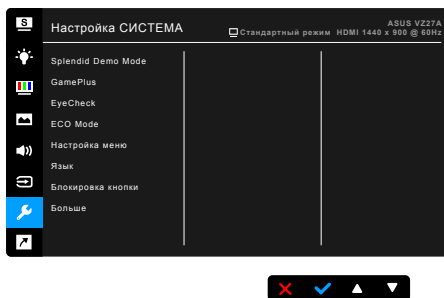 S
Настройка СИСТЕМА
ASUS VZ27A
Стандартный режим HDMI 1440 x 900 @ 60Hz
Splendid Demo Mode
GamePlus
EyeCheck
ECO Mode
Настройка меню
Язык
Блокировка кнопки
Больше